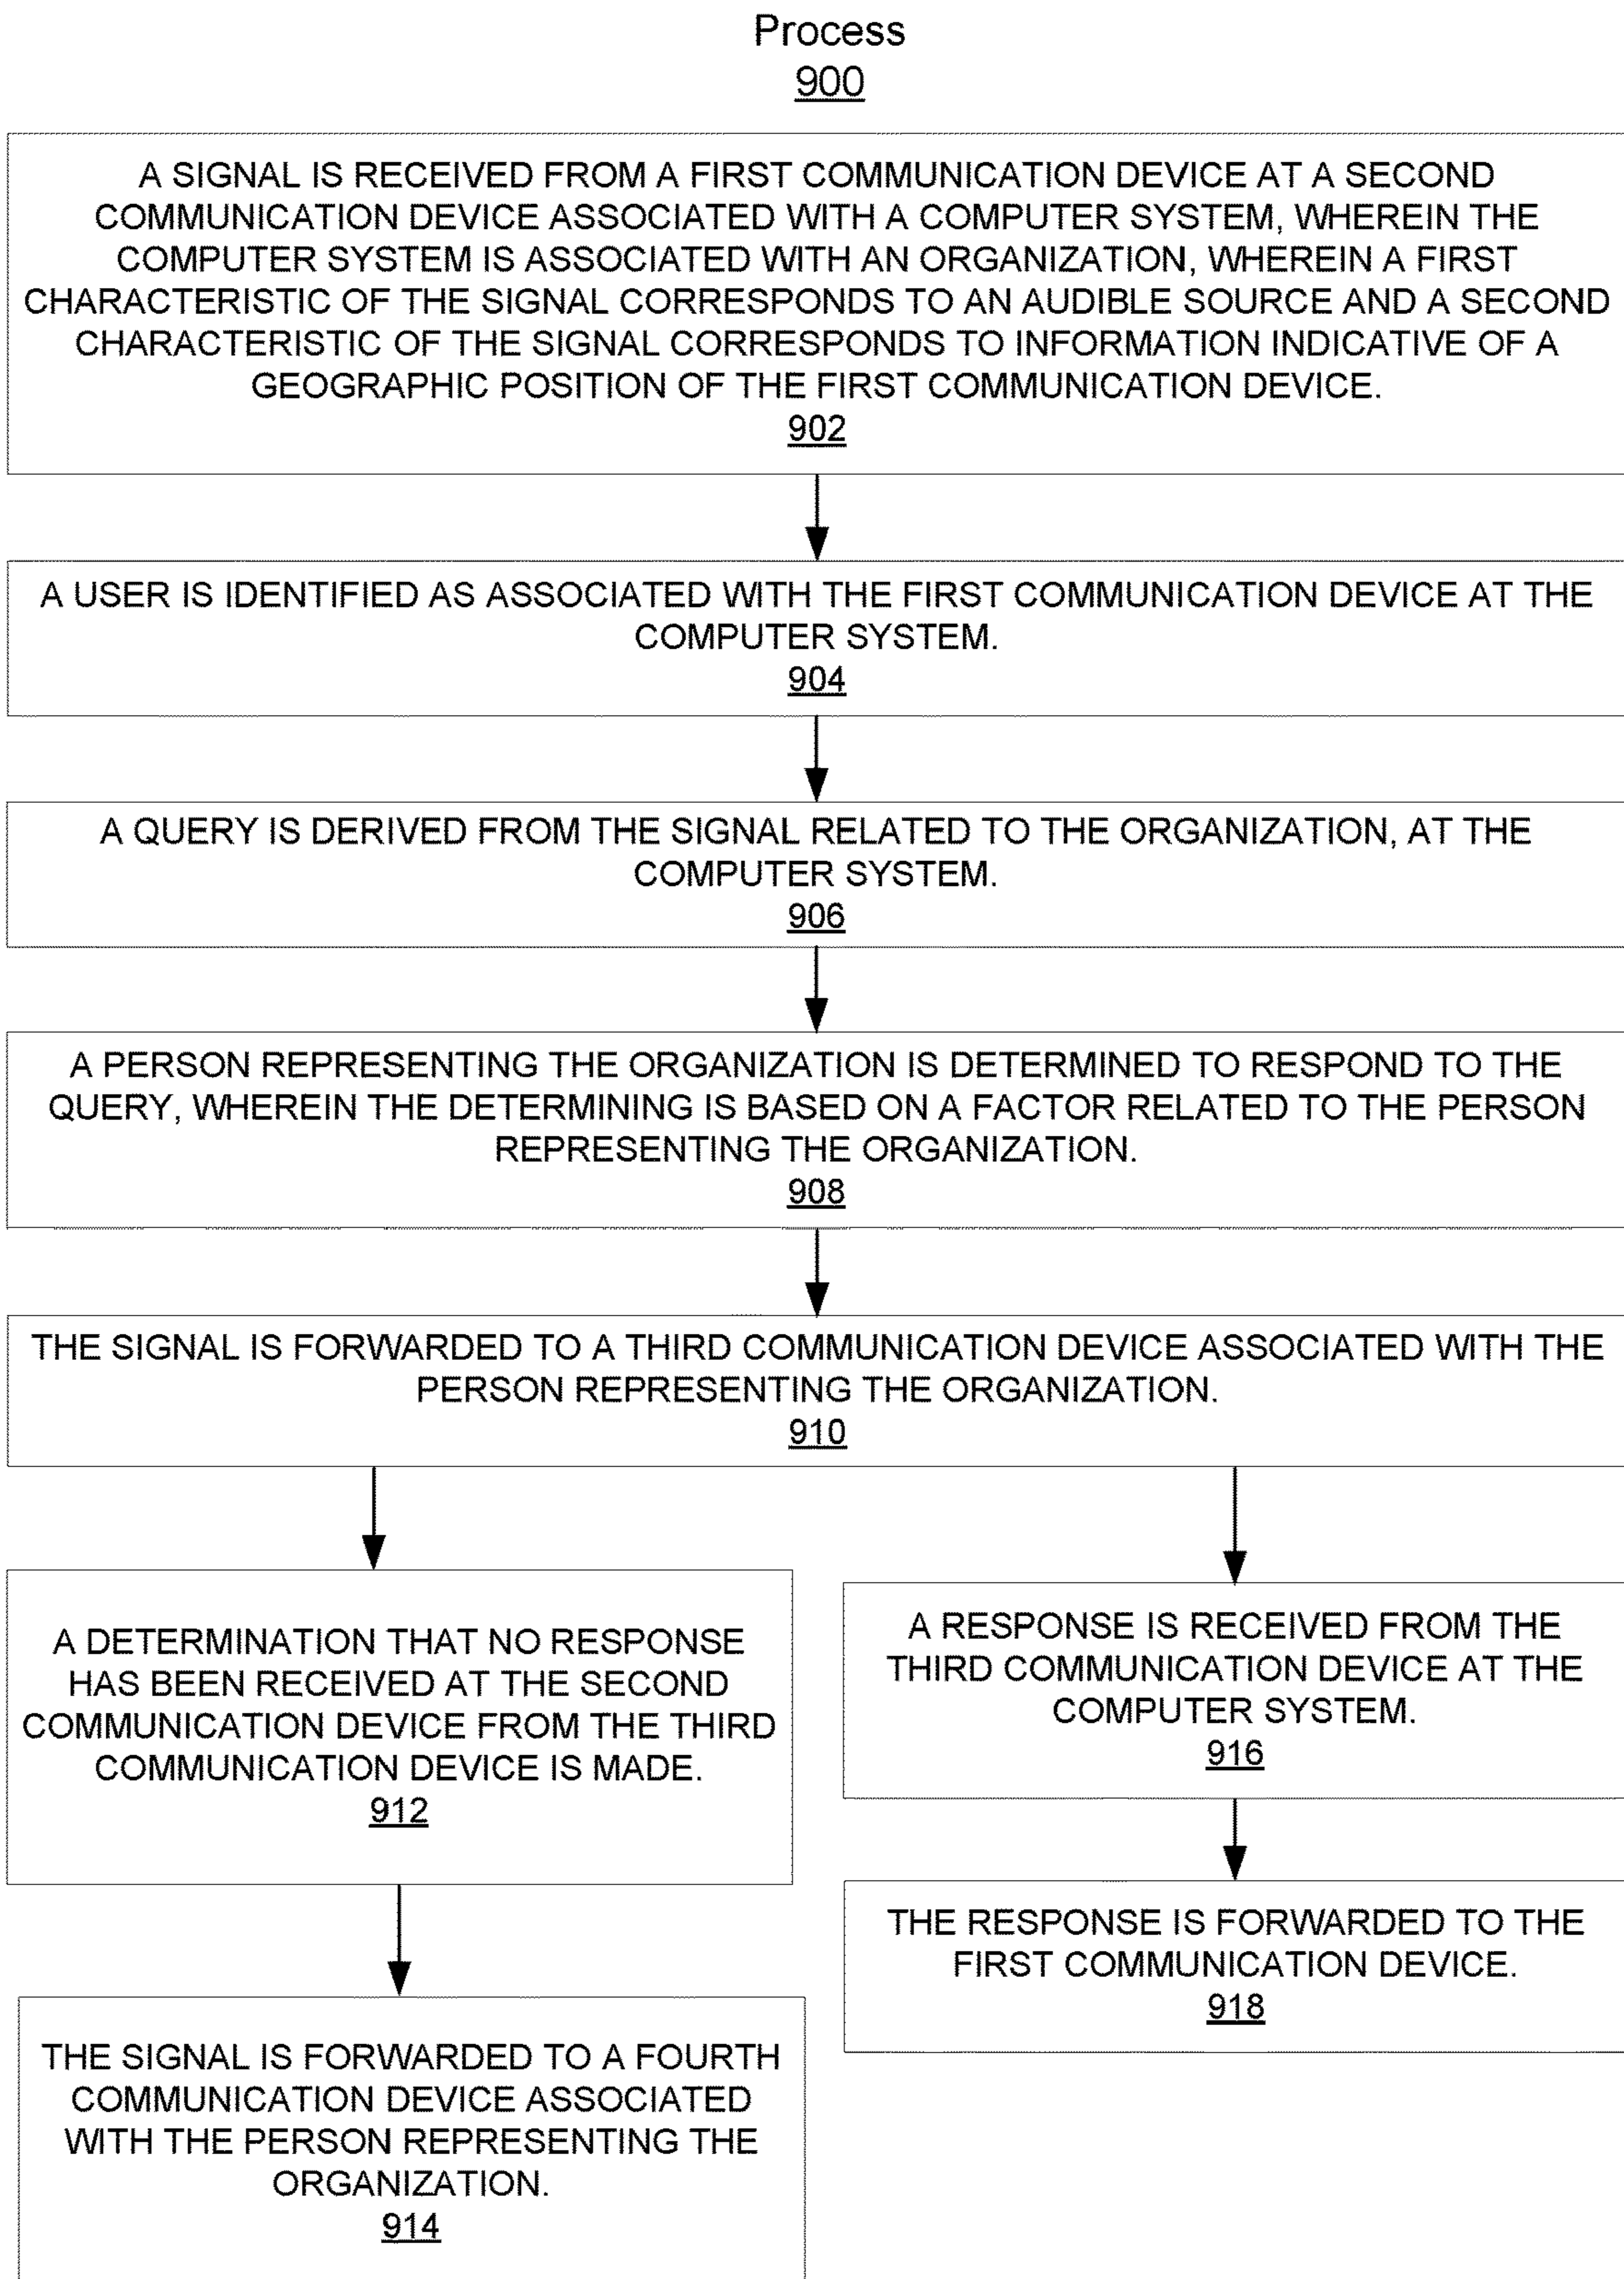 Process
900
A SIGNAL IS RECEIVED FROM A FIRST COMMUNICATION DEVICE AT A SECOND
COMMUNICATION DEVICE ASSOCIATED WITH A COMPUTER SYSTEM, WHEREIN THE
COMPUTER SYSTEM IS ASSOCIATED WITH AN ORGANIZATION, WHEREIN A FIRST
CHARACTERISTIC OF THE SIGNAL CORRESPONDS TO AN AUDIBLE SOURCE AND A SECOND
CHARACTERISTIC OF THE SIGNAL CORRESPONDS TO INFORMATION INDICATIVE OF A
GEOGRAPHIC POSITION OF THE FIRST COMMUNICATION DEVICE.
902
A USER IS IDENTIFIED AS ASSOCIATED WITH THE FIRST COMMUNICATION DEVICE AT THE
COMPUTER SYSTEM.
904
A QUERY IS DERIVED FROM THE SIGNAL RELATED TO THE ORGANIZATION, AT THE
COMPUTER SYSTEM.
906
A PERSON REPRESENTING THE ORGANIZATION IS DETERMINED TO RESPOND TO THE
QUERY, WHEREIN THE DETERMINING IS BASED ON A FACTOR RELATED TO THE PERSON
REPRESENTING THE ORGANIZATION.
908
THE SIGNAL IS FORWARDED TO A THIRD COMMUNICATION DEVICE ASSOCIATED WITH THE
PERSON REPRESENTING THE ORGANIZATION.
910
A DETERMINATION THAT NO RESPONSE
HAS BEEN RECEIVED AT THE SECOND
COMMUNICATION DEVICE FROM THE THIRD
COMMUNICATION DEVICE IS MADE.
912
THE SIGNAL IS FORWARDED TO A FOURTH
COMMUNICATION DEVICE ASSOCIATED
WITH THE PERSON REPRESENTING THE
ORGANIZATION.
914
A RESPONSE IS RECEIVED FROM THE
THIRD COMMUNICATION DEVICE AT THE
COMPUTER SYSTEM.
916
THE RESPONSE IS FORWARDED TO THE
FIRST COMMUNICATION DEVICE.
918